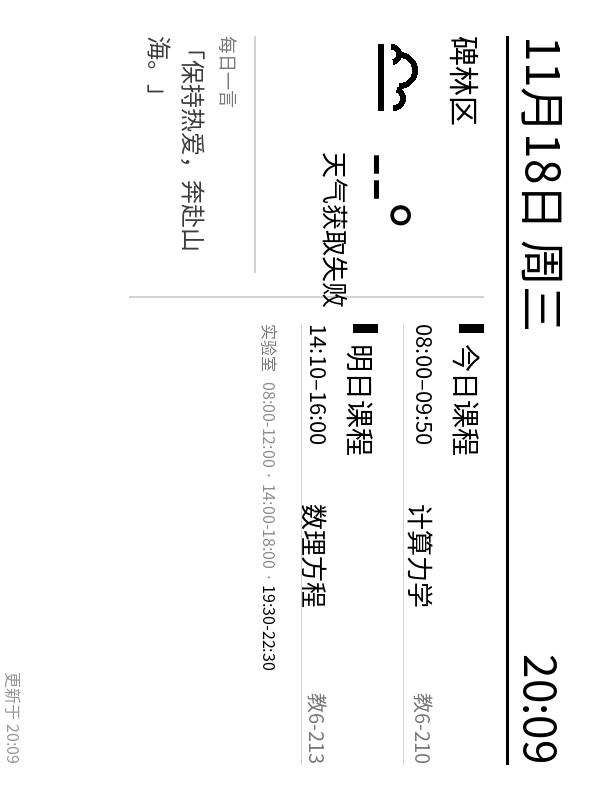 11月18日 周三
20:09
碑林区
--°
天气获取失败
每日一言
「保持热爱，奔赴山
海。」
今日课程
08:00–09:50 计算力学 教6-210
明日课程
14:10–16:00 数理方程 教6-213
实验室 08:00-12:00 · 14:00-18:00 · 19:30-22:30
更新于 20:09